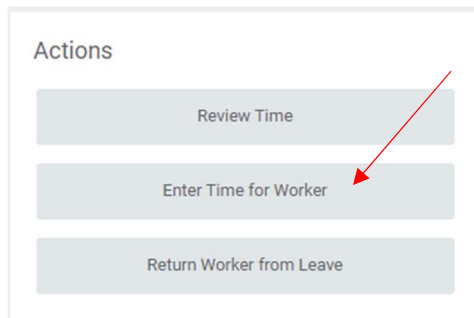 Actions
Review Time
Enter Time for Worker
Return Worker from Leave